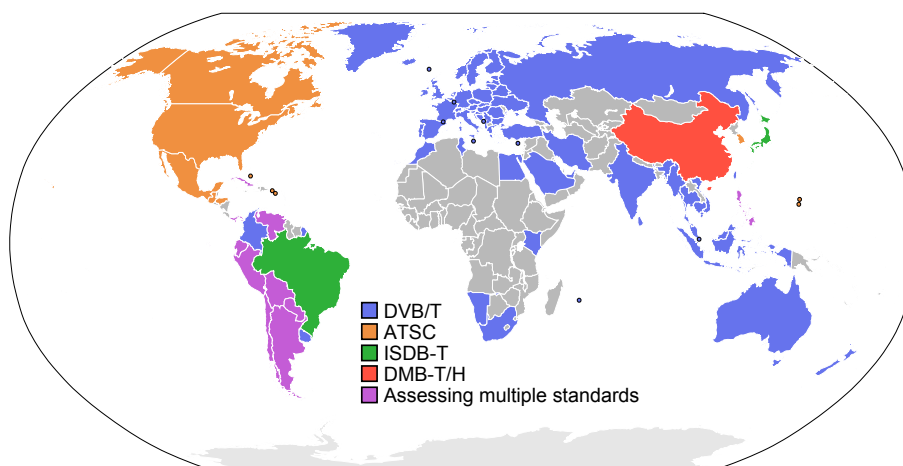 DVB/T
ATSC
ISDB-T
DMB-T/H
Assessing multiple standards